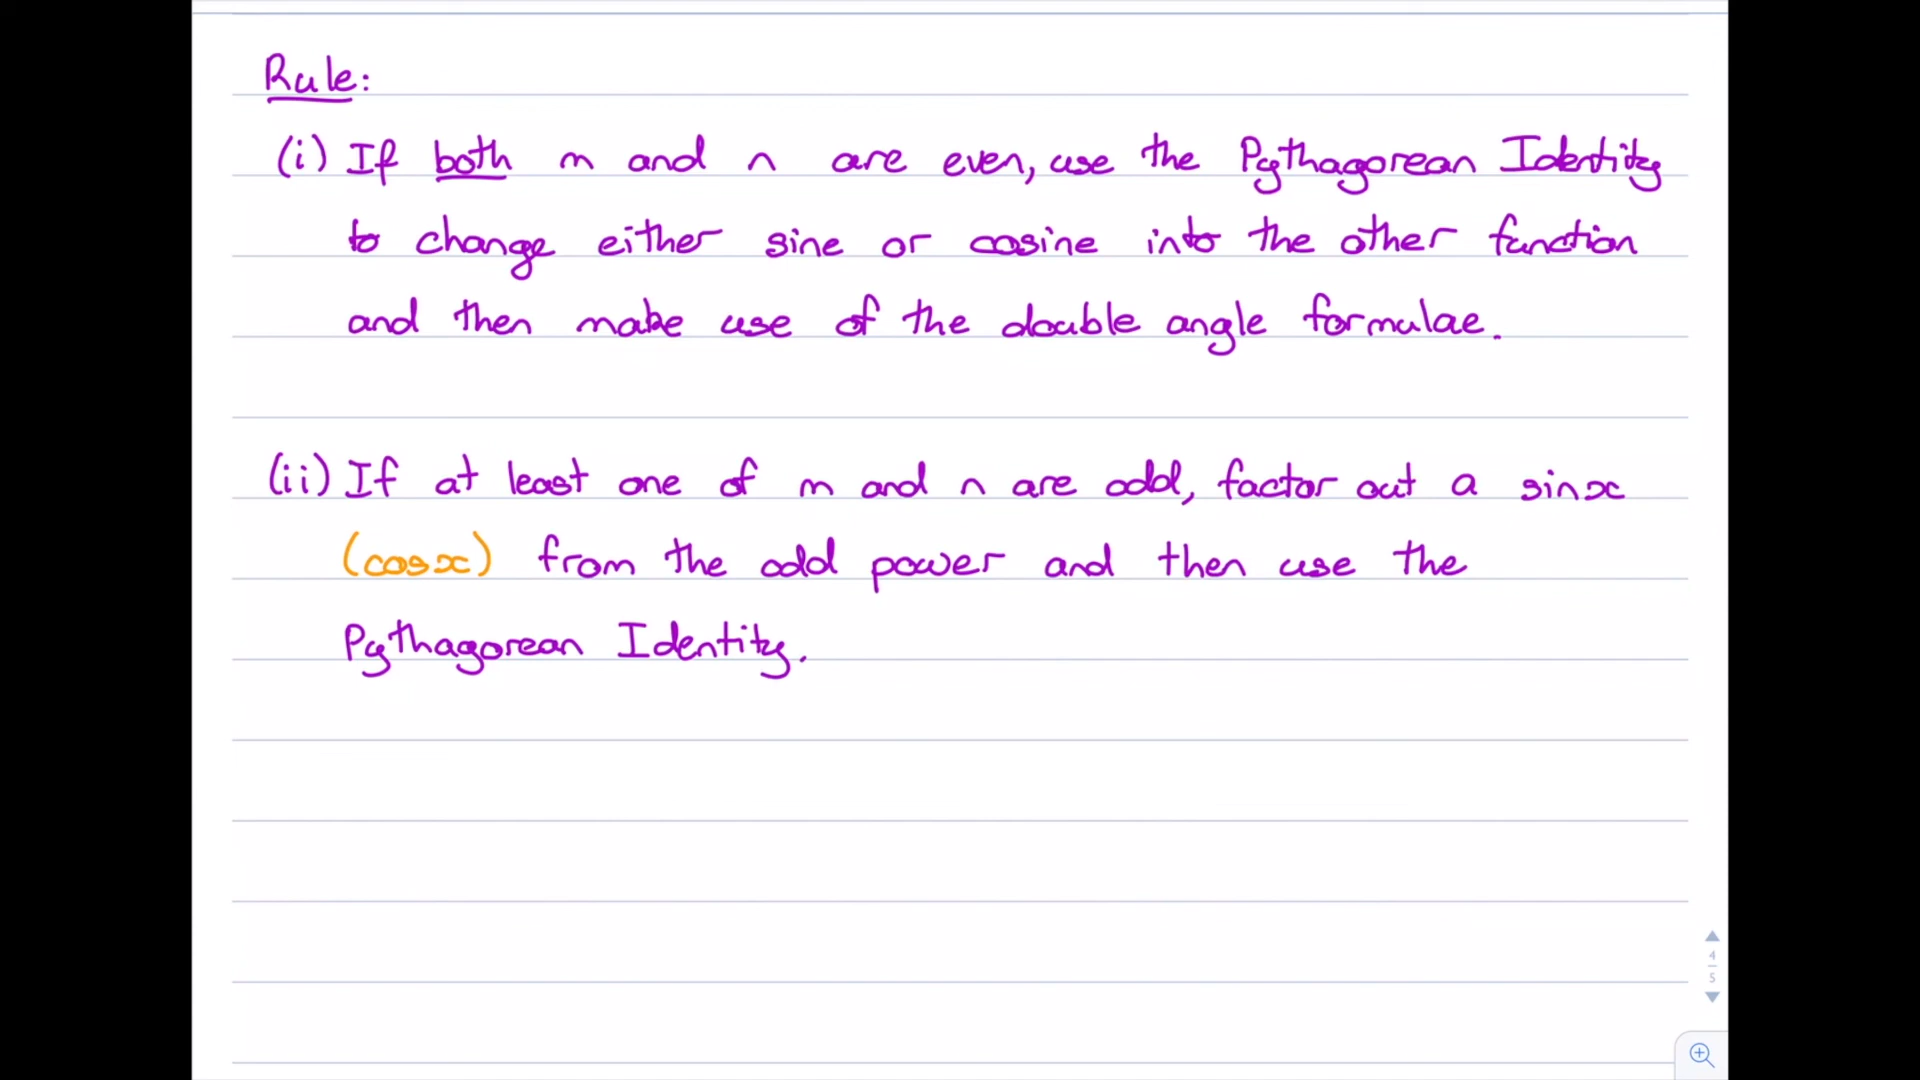 Rule:
(i) If both m and n are even, use the Pythagorean Identity
to change either sine or cosine into the other function
and then make use of the double angle formulae.
(ii) If at least one of m and n are odd, factor out a sinx
(cosx) from the odd power and then use the
Pythagorean Identity.
4
5